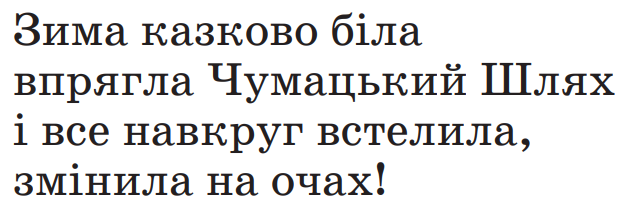 Зима казково біла
впрягла Чумацький Шлях
і все навкруг встелила,
змінила на очах!